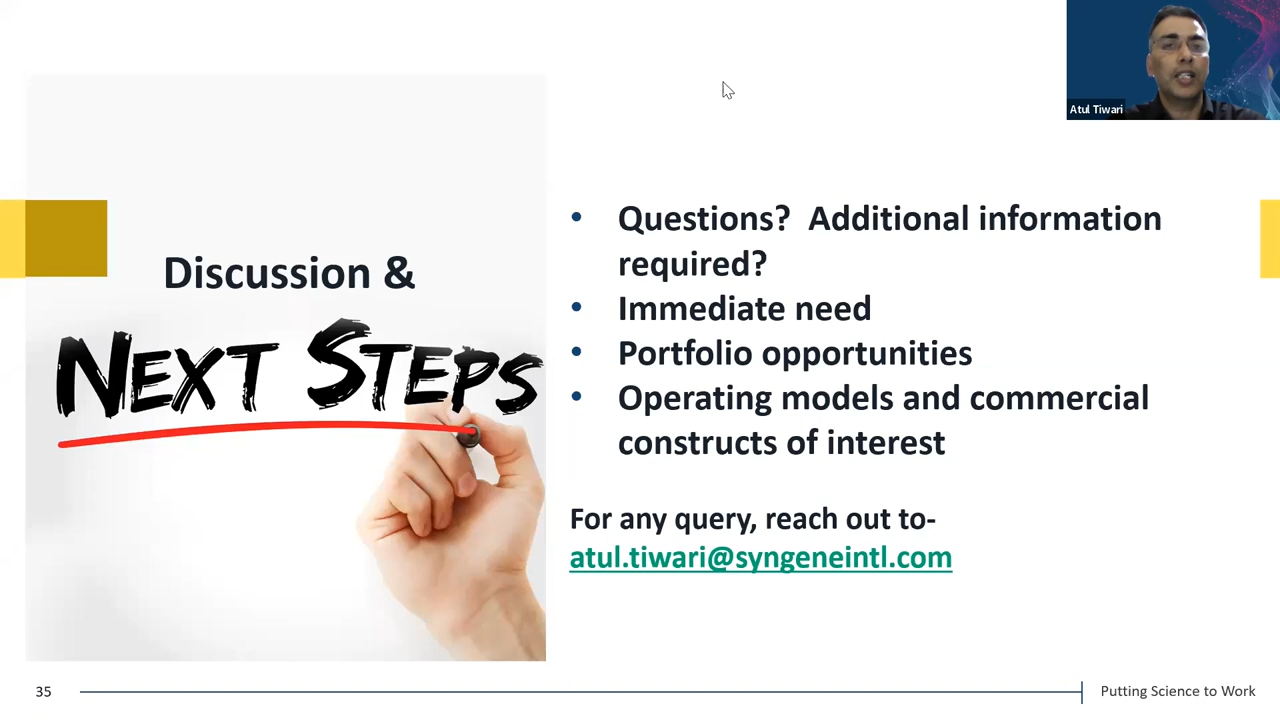 Atul Tiwari
Discussion &
NEXT STEPS
• Questions?  Additional information
required?
• Immediate need
• Portfolio opportunities
• Operating models and commercial
constructs of interest
For any query, reach out to-
atul.tiwari@syngeneintl.com
35
Putting Science to Work